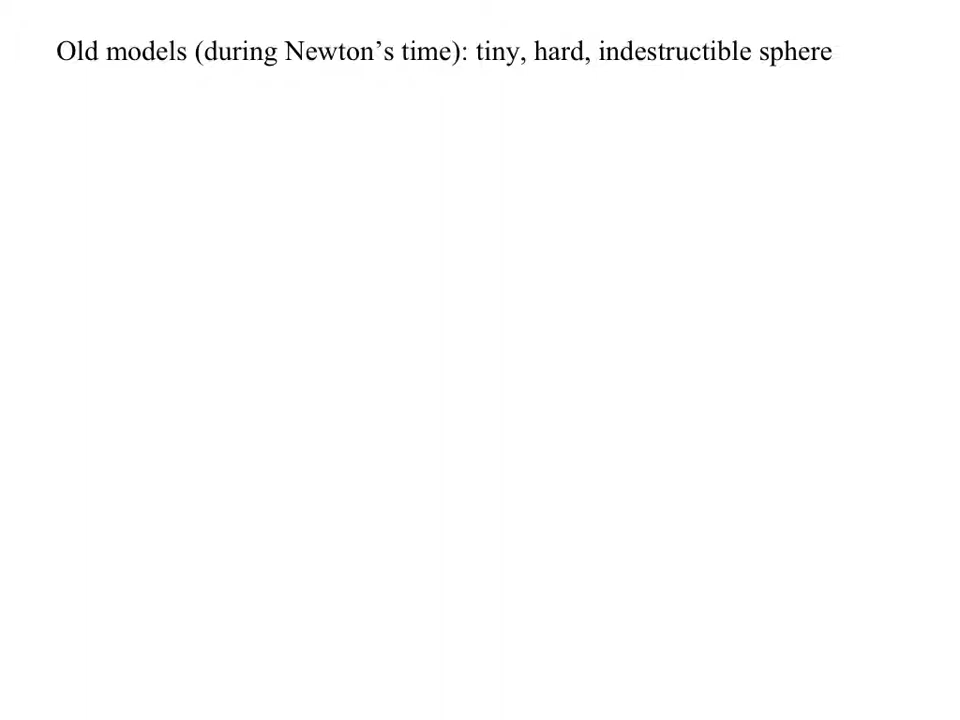 Old models (during Newton’s time): tiny, hard, indestructible sphere